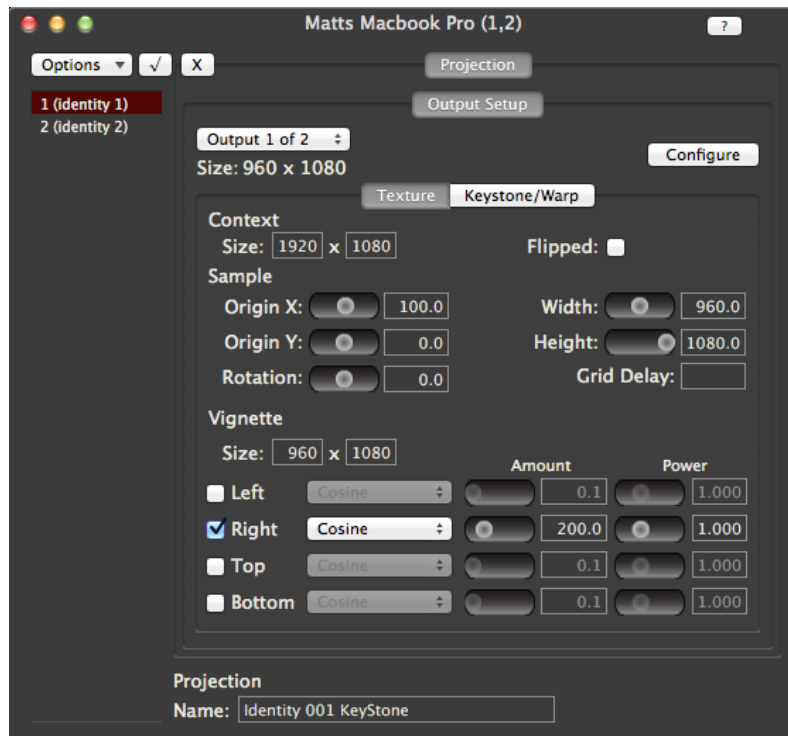 Matts Macbook Pro (1,2) ?
Options √ X Projection
1 (identity 1)
2 (identity 2)
Output Setup
Output 1 of 2
Size: 960 x 1080
Configure
Texture Keystone/Warp
Context
Size: 1920 x 1080 Flipped:
Sample
Origin X: 100.0 Width: 960.0
Origin Y: 0.0 Height: 1080.0
Rotation: 0.0 Grid Delay:
Vignette
Size: 960 x 1080
Amount Power
Left Cosine 0.1 1.000
Right Cosine 200.0 1.000
Top Cosine 0.1 1.000
Bottom Cosine 0.1 1.000
Projection
Name: Identity 001 KeyStone